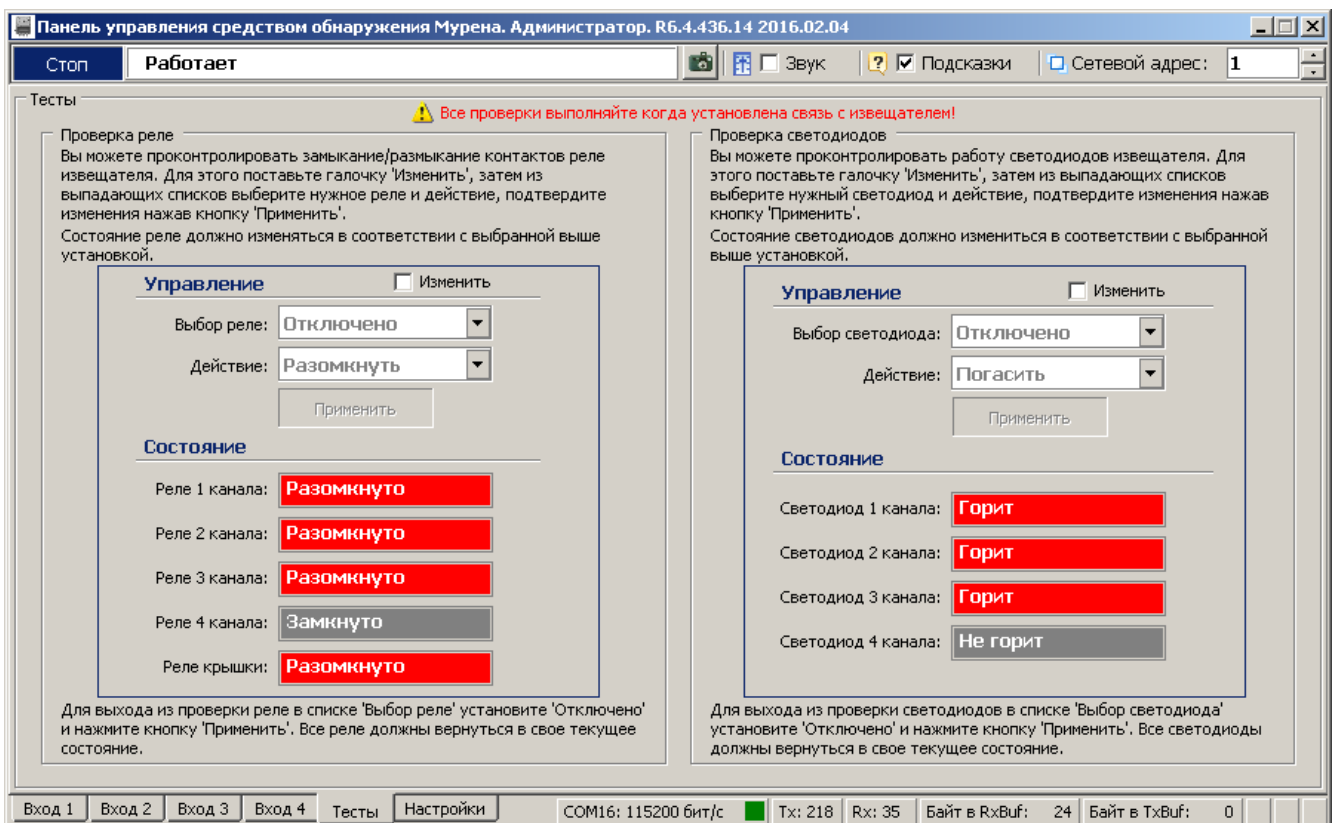 Панель управления средством обнаружения Мурена. Администратор. R6.4.436.14 2016.02.04
Стоп Работает Звук Подсказки Сетевой адрес: 1
Тесты
Все проверки выполняйте когда установлена связь с извещателем!
Проверка реле
Вы можете проконтролировать замыкание/размыкание контактов реле
извещателя. Для этого поставьте галочку 'Изменить', затем из
выпадающих списков выберите нужное реле и действие, подтвердите
изменения нажав кнопку 'Применить'.
Состояние реле должно изменяться в соответствии с выбранной выше
установкой.
Управление Изменить
Выбор реле: Отключено
Действие: Разомкнуть
Применить
Состояние
Реле 1 канала: Разомкнуто
Реле 2 канала: Разомкнуто
Реле 3 канала: Разомкнуто
Реле 4 канала: Замкнуто
Реле крышки: Разомкнуто
Для выхода из проверки реле в списке 'Выбор реле' установите 'Отключено'
и нажмите кнопку 'Применить'. Все реле должны вернуться в свое текущее
состояние.
Проверка светодиодов
Вы можете проконтролировать работу светодиодов извещателя. Для
этого поставьте галочку 'Изменить', затем из выпадающих списков
выберите нужный светодиод и действие, подтвердите изменения нажав
кнопку 'Применить'.
Состояние светодиодов должно измениться в соответствии с выбранной
выше установкой.
Управление Изменить
Выбор светодиода: Отключено
Действие: Погасить
Применить
Состояние
Светодиод 1 канала: Горит
Светодиод 2 канала: Горит
Светодиод 3 канала: Горит
Светодиод 4 канала: Не горит
Для выхода из проверки светодиодов в списке 'Выбор светодиода'
установите 'Отключено' и нажмите кнопку 'Применить'. Все светодиоды
должны вернуться в свое текущее состояние.
Вход 1 Вход 2 Вход 3 Вход 4 Тесты Настройки COM16: 115200 бит/с Tx: 218 Rx: 35 Байт в RxBuf: 24 Байт в TxBuf: 0